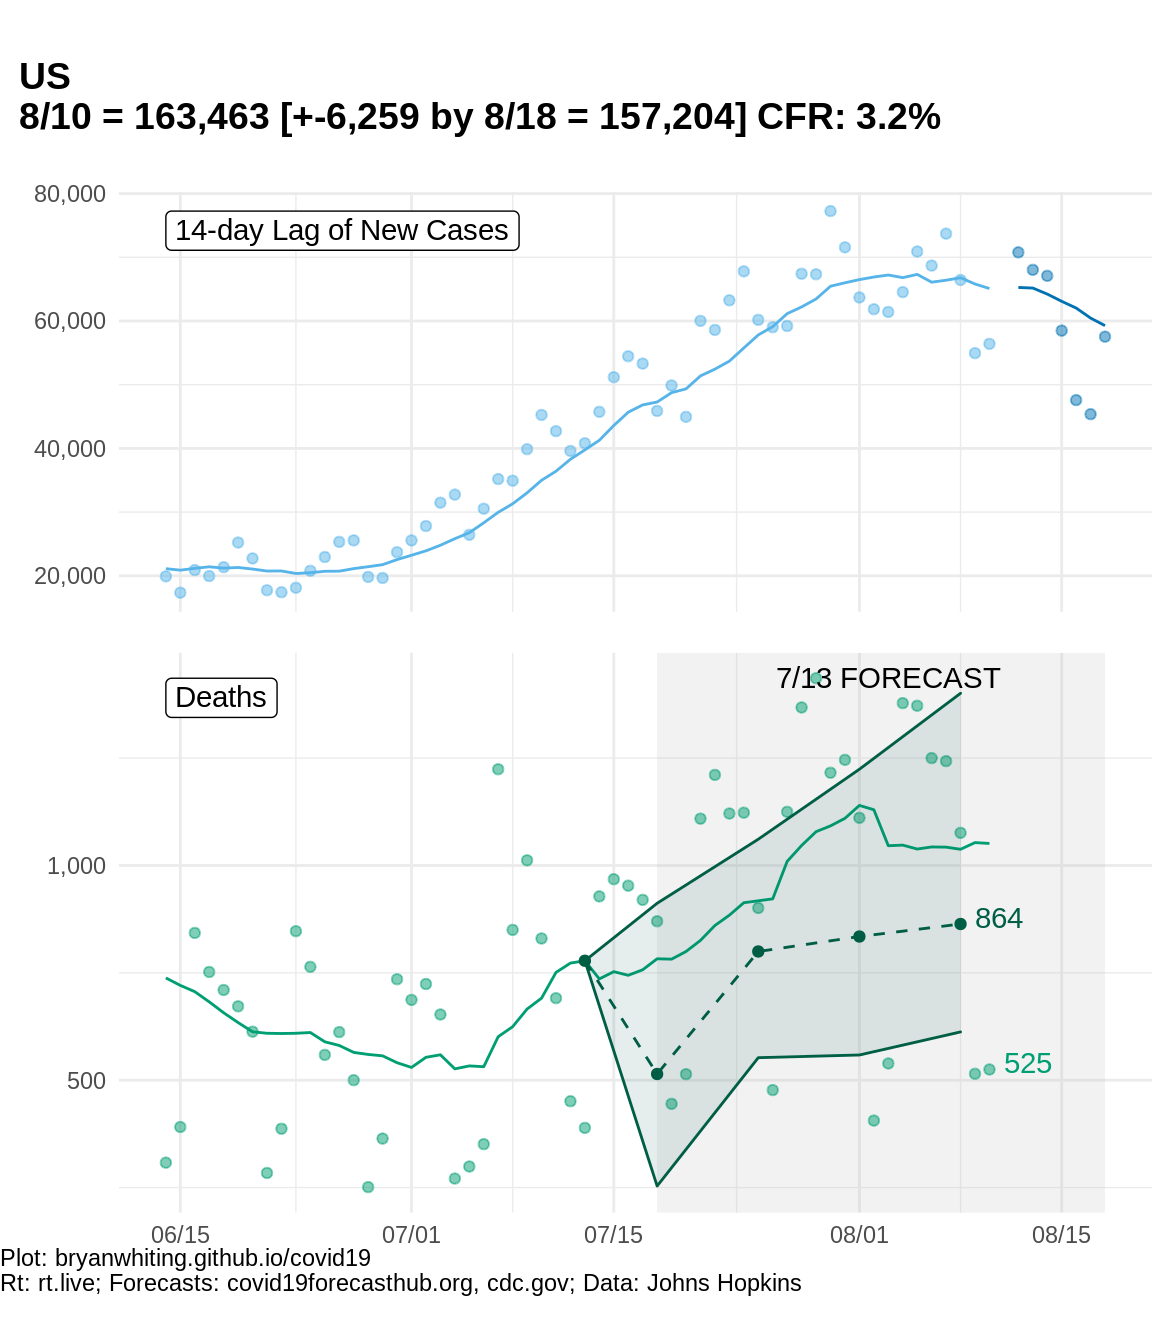 US
8/10 = 163,463 [+-6,259 by 8/18 = 157,204] CFR: 3.2%
80,000
14-day Lag of New Cases
60,000
40,000
20,000
7/13 FORECAST
Deaths
1,000
864
525
500
06/15 07/01 07/15 08/01 08/15
Plot: bryanwhiting.github.io/covid19
Rt: rt.live; Forecasts: covid19forecasthub.org, cdc.gov; Data: Johns Hopkins